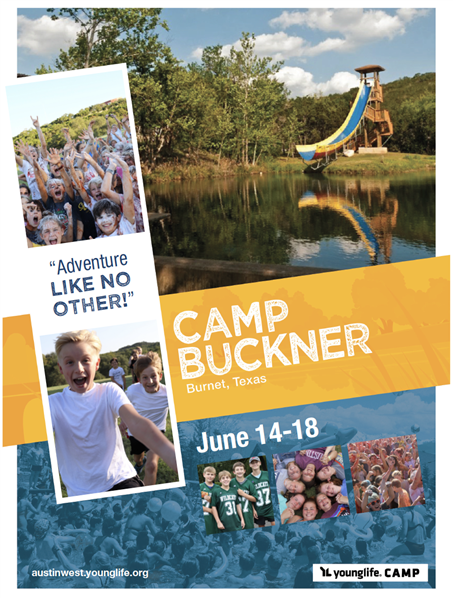 “Adventure
LIKE NO
OTHER!”
CAMP
BUCKNER
Burnet, Texas
June 14-18
austinwest.younglife.org
younglife. CAMP